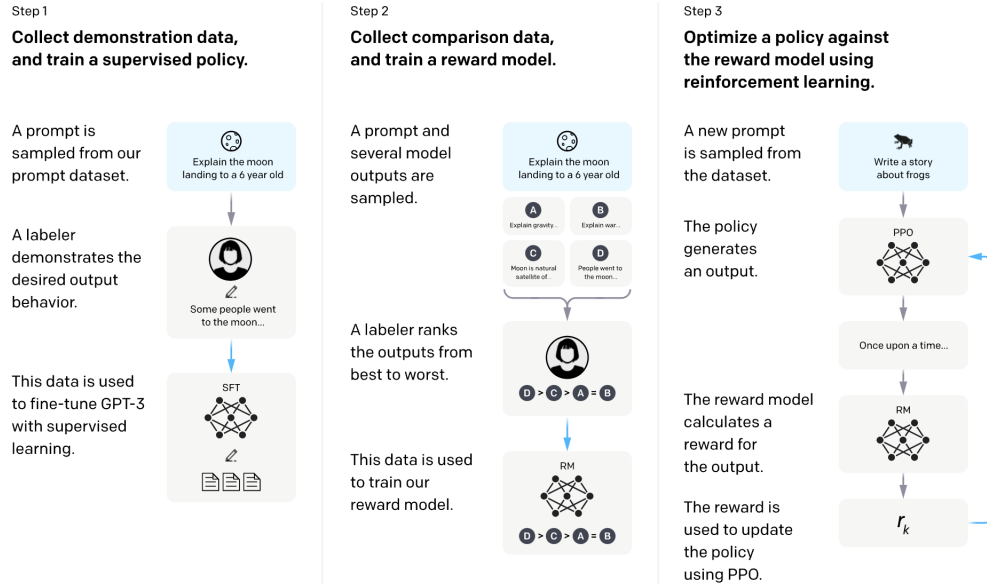 Step 1
Collect demonstration data,
and train a supervised policy.
A prompt is
sampled from our
prompt dataset.
Explain the moon
landing to a 6 year old
A labeler
demonstrates the
desired output
behavior.
Some people went
to the moon...
This data is used
to fine-tune GPT-3
with supervised
learning.
SFT
Step 2
Collect comparison data,
and train a reward model.
A prompt and
several model
outputs are
sampled.
Explain the moon
landing to a 6 year old
A
Explain gravity...
B
Explain war...
C
Moon is natural
satellite of...
D
People went to
the moon...
A labeler ranks
the outputs from
best to worst.
D > C > A = B
This data is used
to train our
reward model.
RM
D > C > A = B
Step 3
Optimize a policy against
the reward model using
reinforcement learning.
A new prompt
is sampled from
the dataset.
Write a story
about frogs
The policy
generates
an output.
PPO
Once upon a time...
The reward model
calculates a
reward for
the output.
RM
The reward is
used to update
the policy
using PPO.
r_k